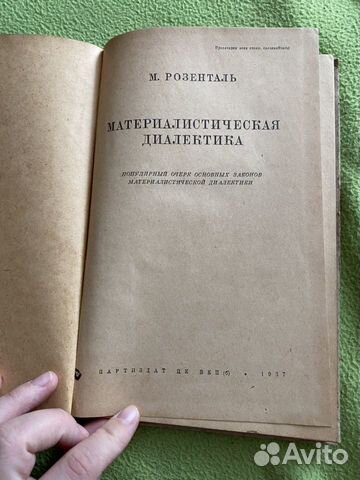 Пролетарии всех стран, соединяйтесь!
М. РОЗЕНТАЛЬ
МАТЕРИАЛИСТИЧЕСКАЯ
ДИАЛЕКТИКА
ПОПУЛЯРНЫЙ ОЧЕРК ОСНОВНЫХ ЗАКОНОВ
МАТЕРИАЛИСТИЧЕСКОЙ ДИАЛЕКТИКИ
ПАРТИЗДАТ ЦК ВКП(б) • 1937
Avito